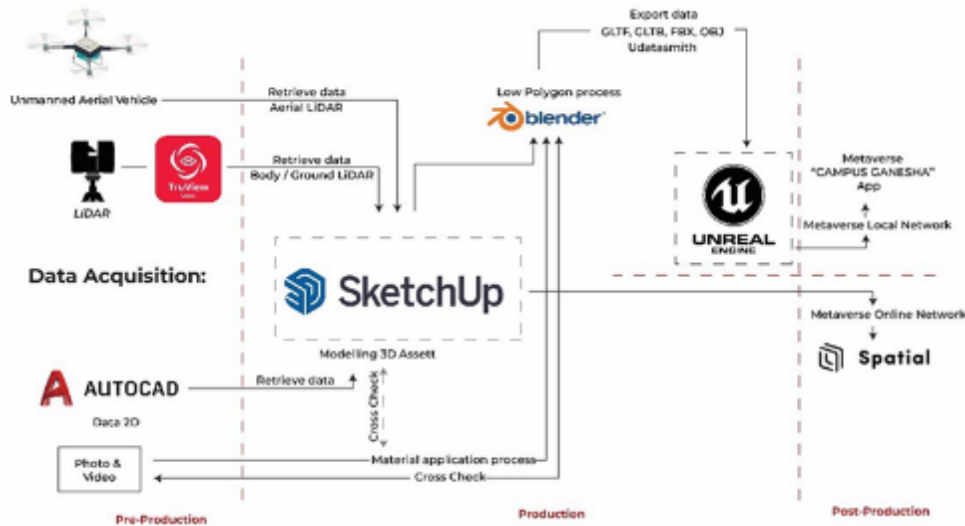 Export data
GLTF, GLTB, FBX, OBJ
Udatasmith
Unmanned Aerial Vehicle
Retrieve data
Aerial LiDAR
Low Polygon process
blender
LiDAR
TruView
Retrieve data
Body / Ground LiDAR
Metaverse
"CAMPUS GANESHA"
App
UNREAL
ENGINE
Metaverse Local Network
Data Acquisition:
SketchUp
Modelling 3D Assett
Metaverse Online Network
Spatial
AUTOCAD
Data 2D
Retrieve data
Cross Check
Photo &
Video
Material application process
Cross Check
Pre-Production
Production
Post-Production